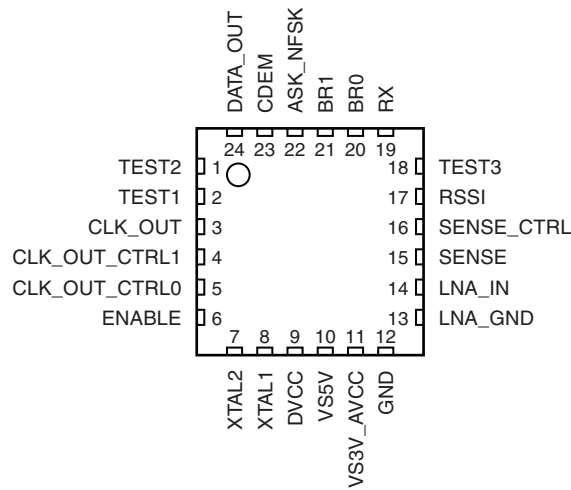 DATA_OUT
CDEM
ASK_NFSK
BR1
BR0
RX
24 23 22 21 20 19
TEST2 1 18 TEST3
TEST1 2 17 RSSI
CLK_OUT 3 16 SENSE_CTRL
CLK_OUT_CTRL1 4 15 SENSE
CLK_OUT_CTRL0 5 14 LNA_IN
ENABLE 6 13 LNA_GND
7 8 9 10 11 12
XTAL2
XTAL1
DVCC
VS5V
VS3V_AVCC
GND